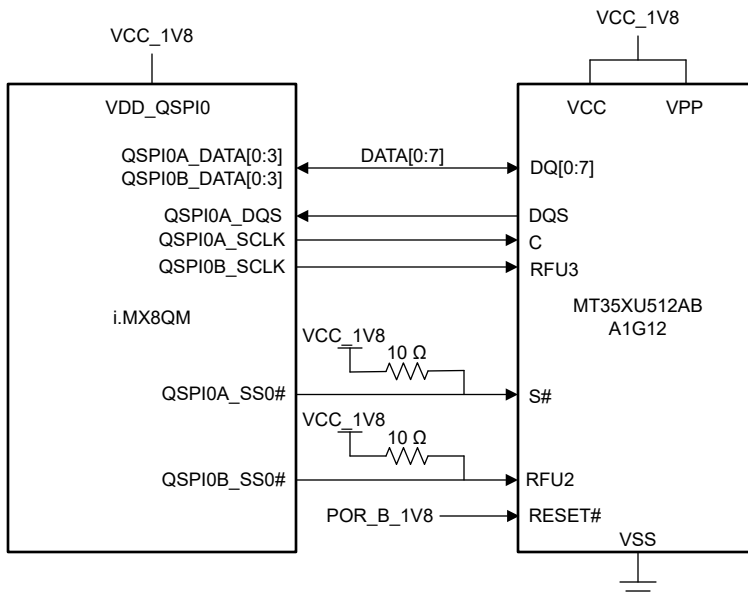 VCC_1V8
VCC_1V8
VDD_QSPI0
VCC
VPP
QSPI0A_DATA[0:3]
QSPI0B_DATA[0:3]
DATA[0:7]
DQ[0:7]
QSPI0A_DQS
DQS
QSPI0A_SCLK
C
QSPI0B_SCLK
RFU3
i.MX8QM
MT35XU512AB
A1G12
VCC_1V8
10 Ω
QSPI0A_SS0#
S#
VCC_1V8
10 Ω
QSPI0B_SS0#
RFU2
POR_B_1V8
RESET#
VSS